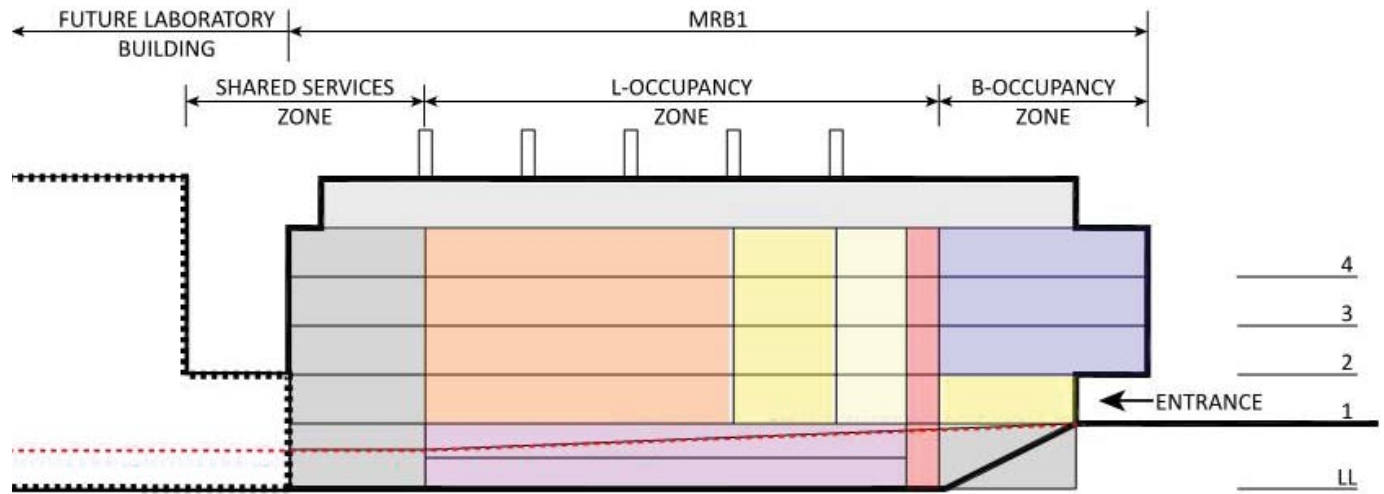 FUTURE LABORATORY
BUILDING
MRB1
SHARED SERVICES
ZONE
L-OCCUPANCY
ZONE
B-OCCUPANCY
ZONE
4
3
2
ENTRANCE
1
LL